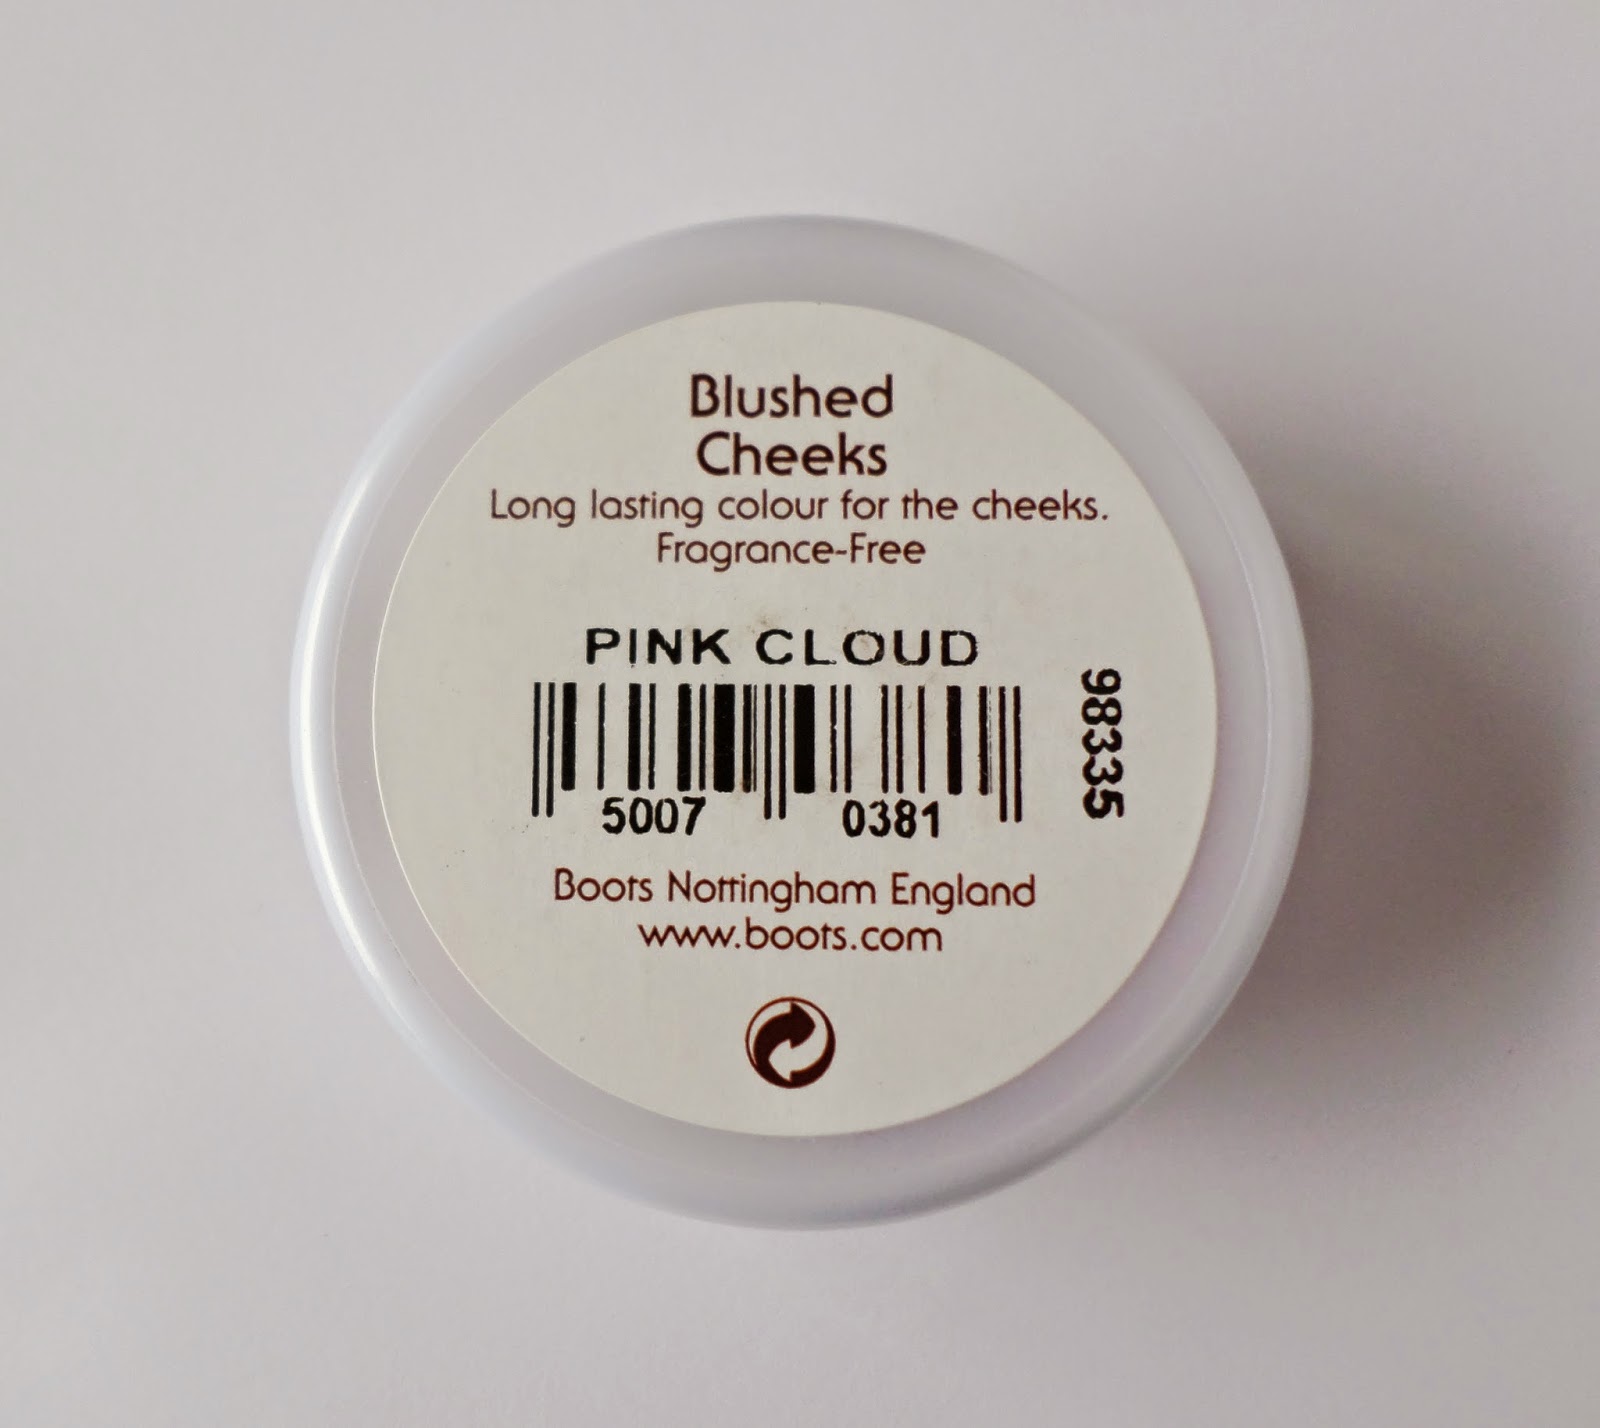 Blushed
Cheeks
Long lasting colour for the cheeks.
Fragrance-Free
PINK CLOUD
5007 0381
98335
Boots Nottingham England
www.boots.com